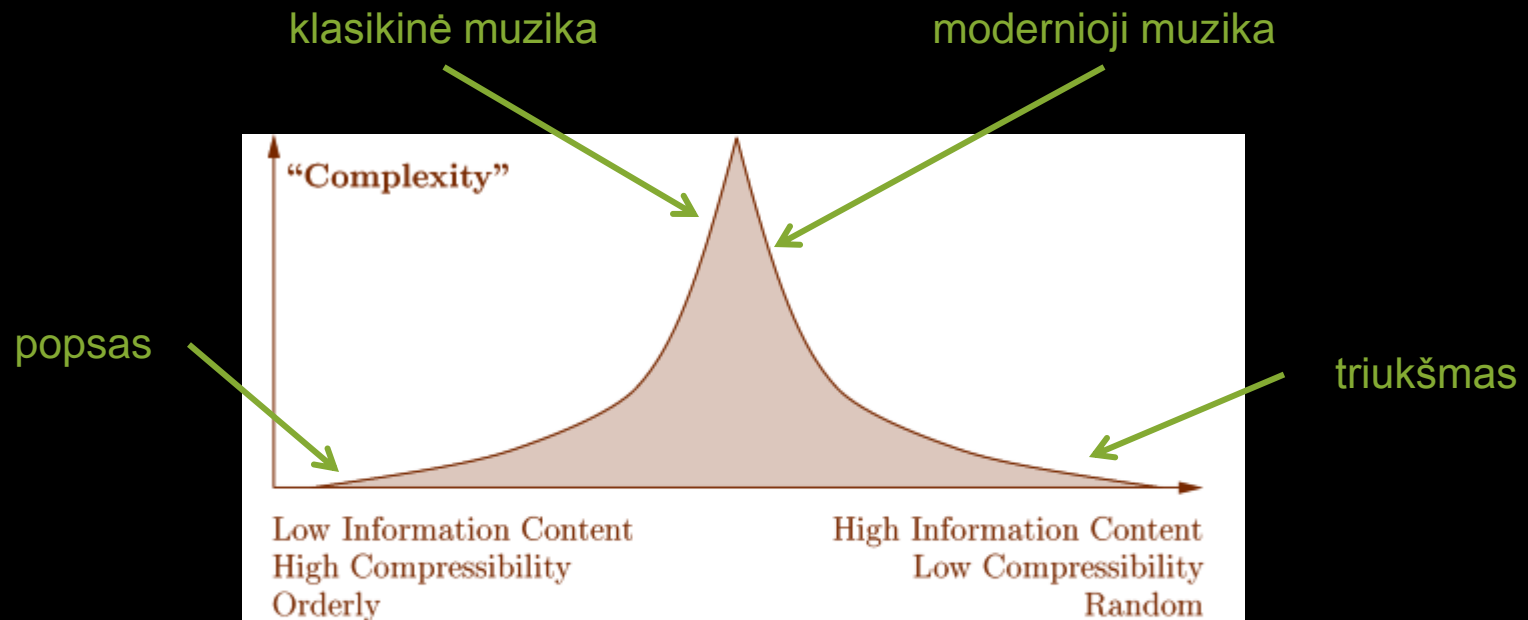 klasikinė muzika
modernioji muzika
“Complexity”
popsas
triukšmas
Low Information Content
High Compressibility
Orderly
High Information Content
Low Compressibility
Random